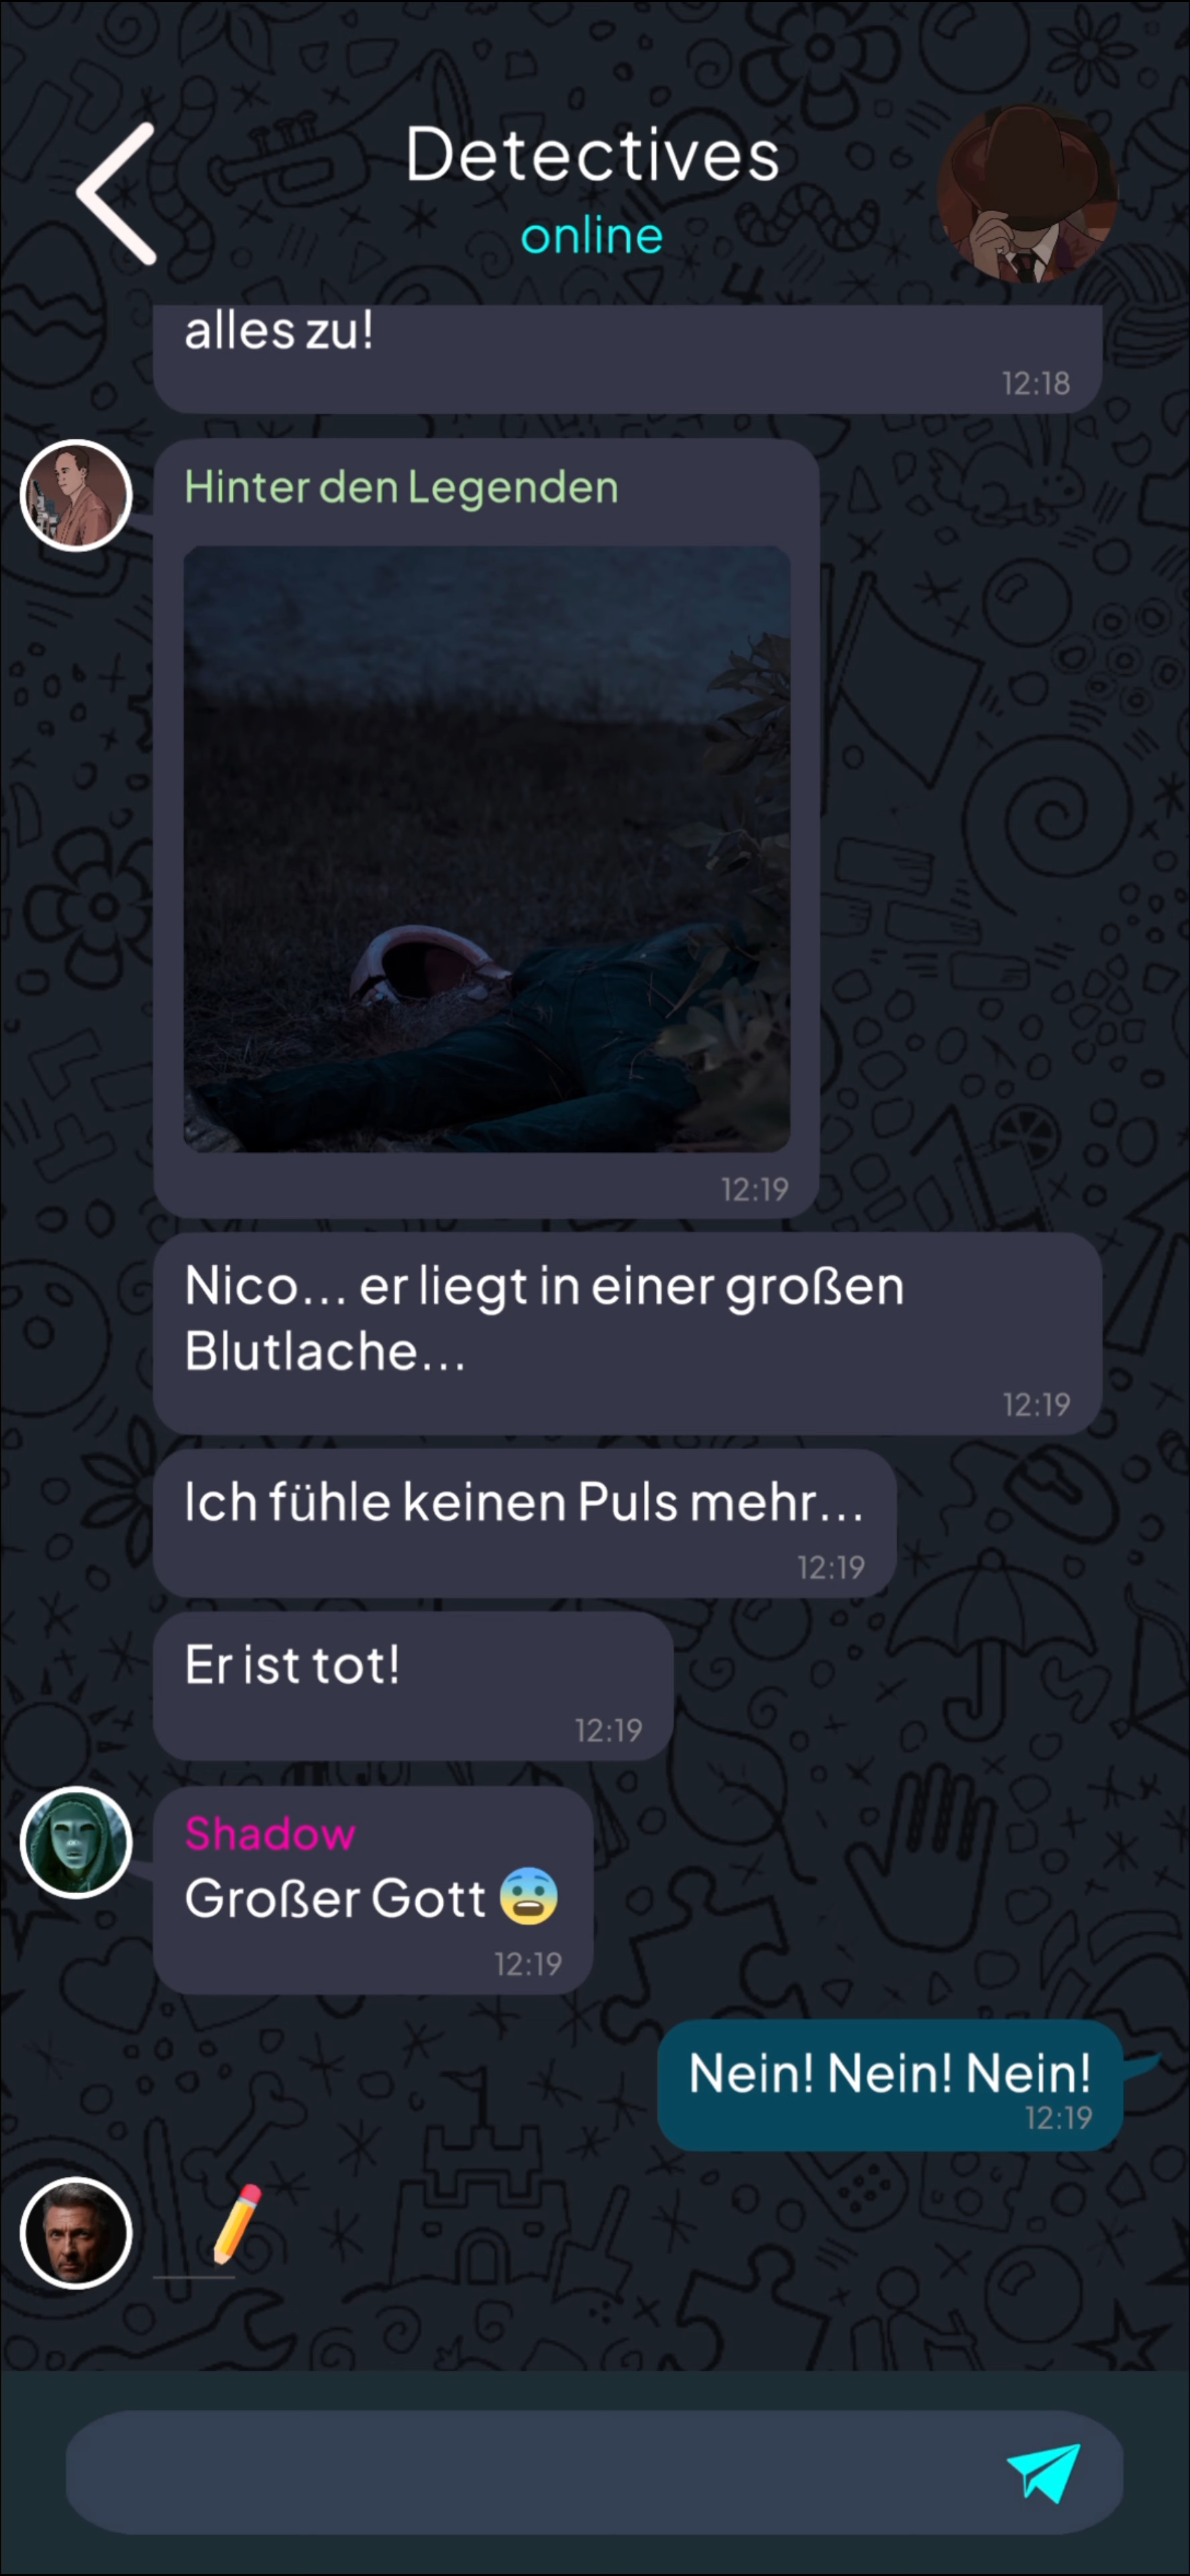 Detectives
online
alles zu!
12:18
Hinter den Legenden
12:19
Nico... er liegt in einer großen
Blutlache...
12:19
Ich fühle keinen Puls mehr...
12:19
Er ist tot!
12:19
Shadow
Großer Gott 😨
12:19
Nein! Nein! Nein!
12:19